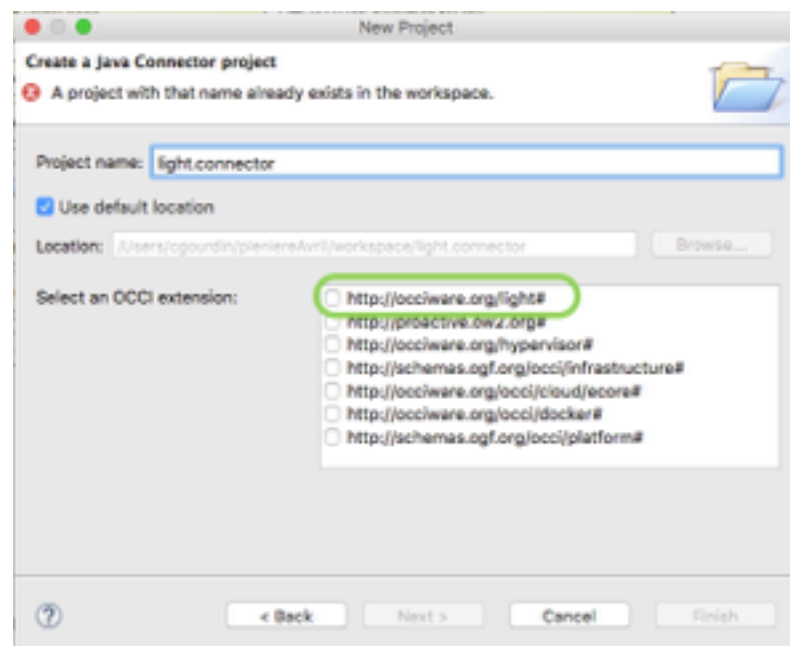 New Project
Create a Java Connector project
A project with that name already exists in the workspace.
Project name: light.connector
Use default location
Location: /Users/cgourdin/pleniereAvril/workspace/light.connector Browse...
Select an OCCI extension:
http://occiware.org/light#
http://proactive.ow2.org#
http://occiware.org/hypervisor#
http://schemas.ogf.org/occi/infrastructure#
http://occiware.org/occi/cloud/ecore#
http://occiware.org/occi/docker#
http://schemas.ogf.org/occi/platform#
? < Back Next > Cancel Finish